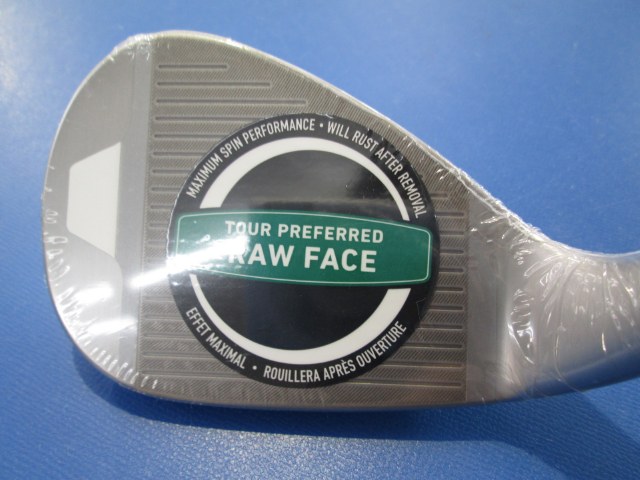 MAXIMUM SPIN PERFORMANCE • WILL RUST AFTER REMOVAL
TOUR PREFERRED
RAW FACE
EFFET MAXIMAL • ROUILLERA APRÈS OUVERTURE